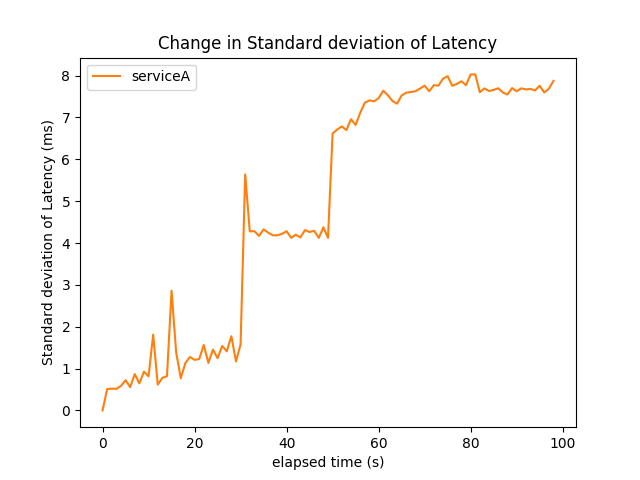 Change in Standard deviation of Latency
serviceA
Standard deviation of Latency (ms)
8
7
6
5
4
3
2
1
0
0 20 40 60 80 100
elapsed time (s)